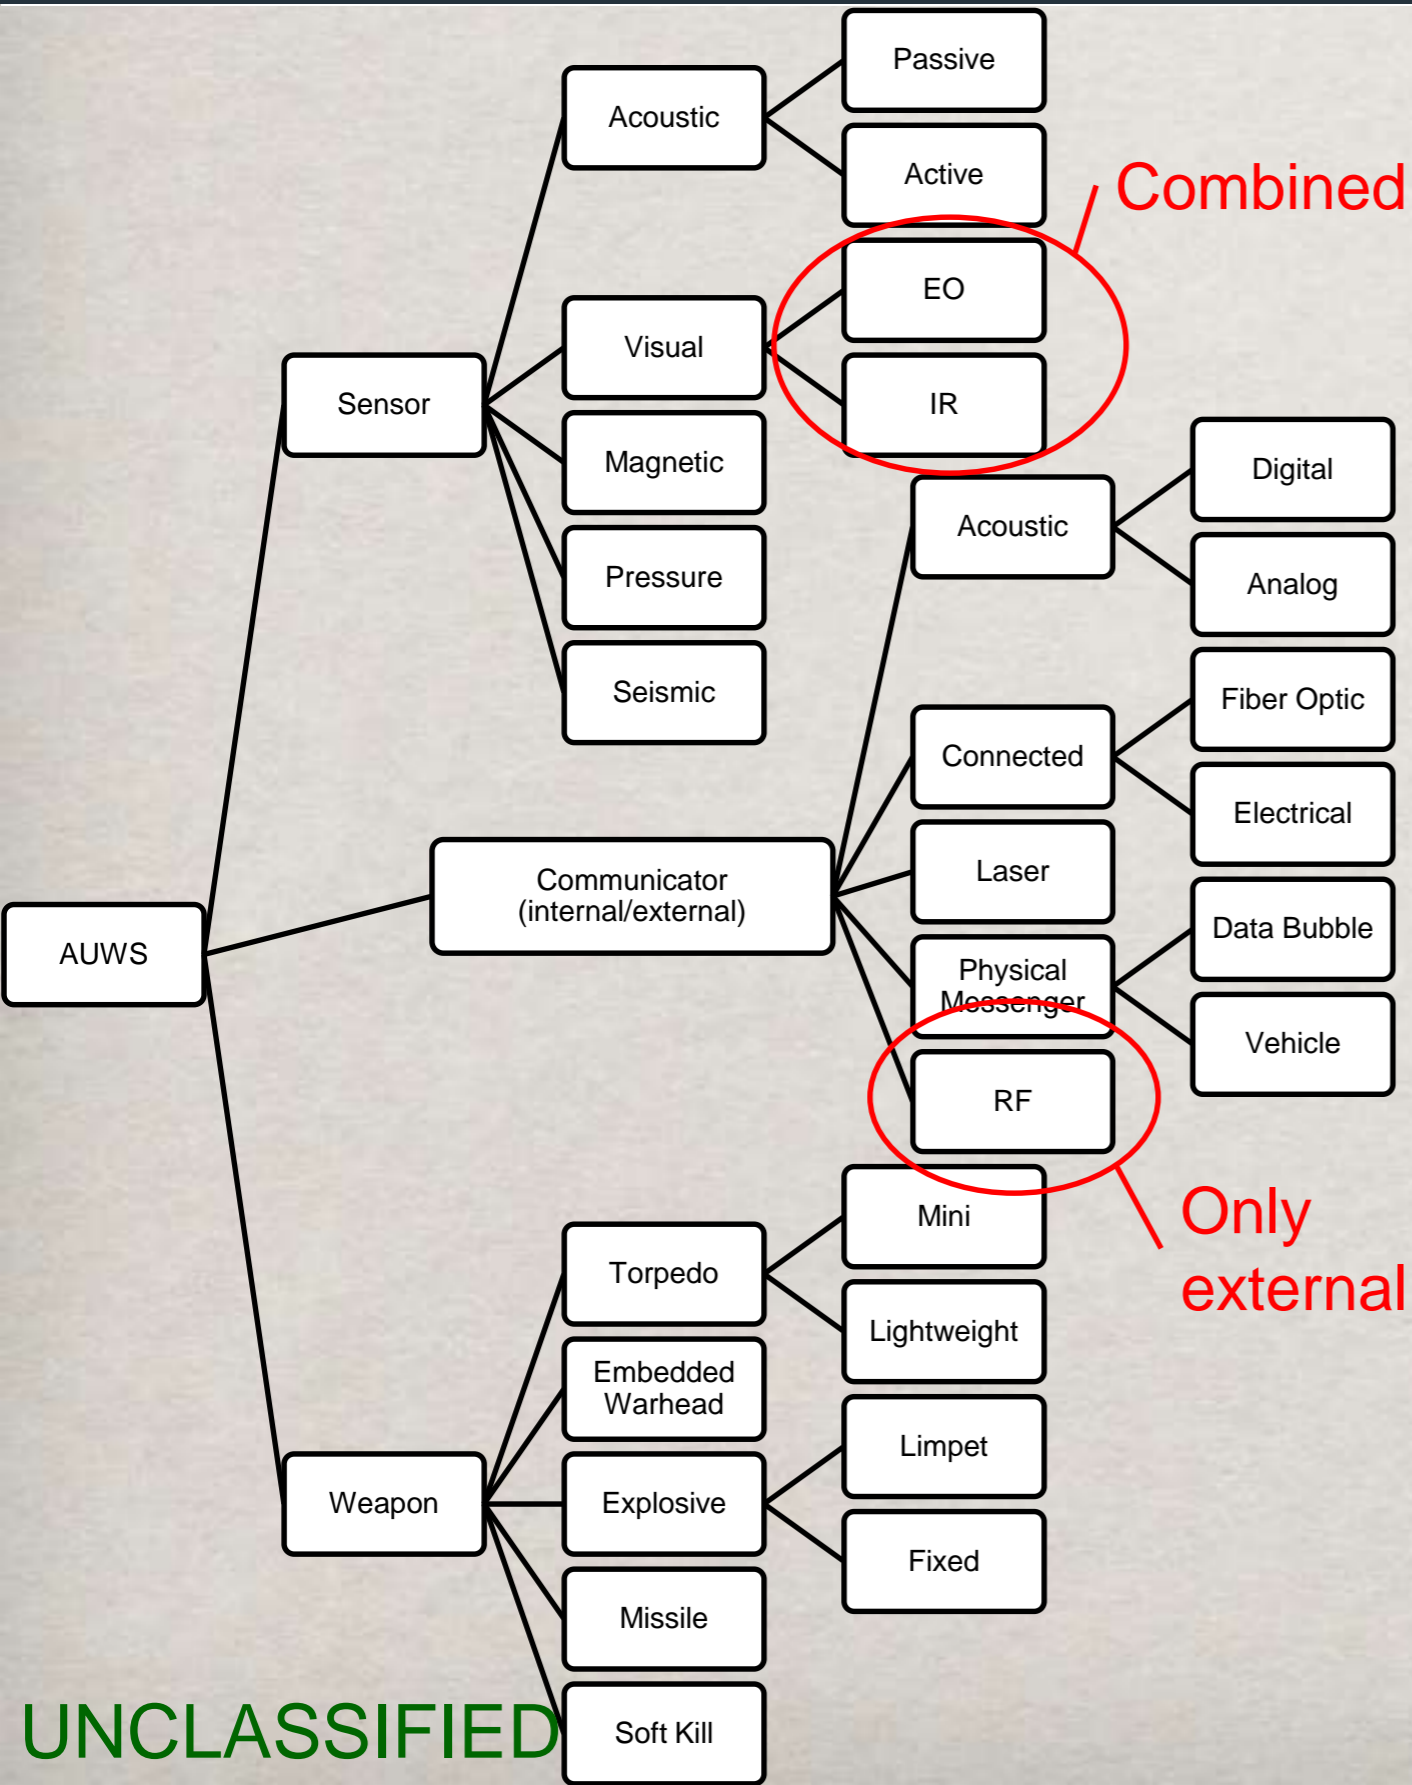 Passive
Acoustic
Active
Combined
EO
Visual
IR
Sensor
Magnetic
Pressure
Seismic
Acoustic
Digital
Analog
Connected
Fiber Optic
Electrical
Communicator
(internal/external)
Laser
AUWS
Physical
Messenger
Data Bubble
Vehicle
RF
Only
external
Torpedo
Mini
Lightweight
Embedded
Warhead
Weapon
Explosive
Limpet
Fixed
Missile
Soft Kill
UNCLASSIFIED